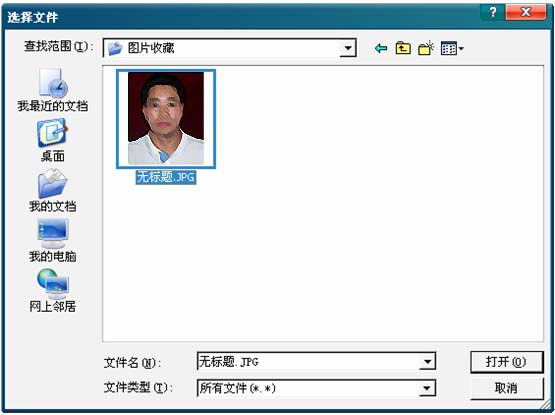 选择文件
查找范围(I):
图片收藏
我最近的文档
桌面
我的文档
我的电脑
网上邻居
无标题.JPG
文件名(N):
无标题.JPG
打开(O)
文件类型(T):
所有文件(*.*)
取消